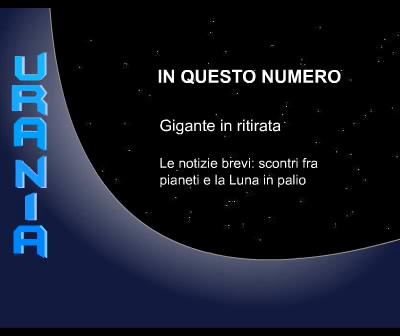 URANIA
IN QUESTO NUMERO
Gigante in ritirata
Le notizie brevi: scontri fra
pianeti e la Luna in palio